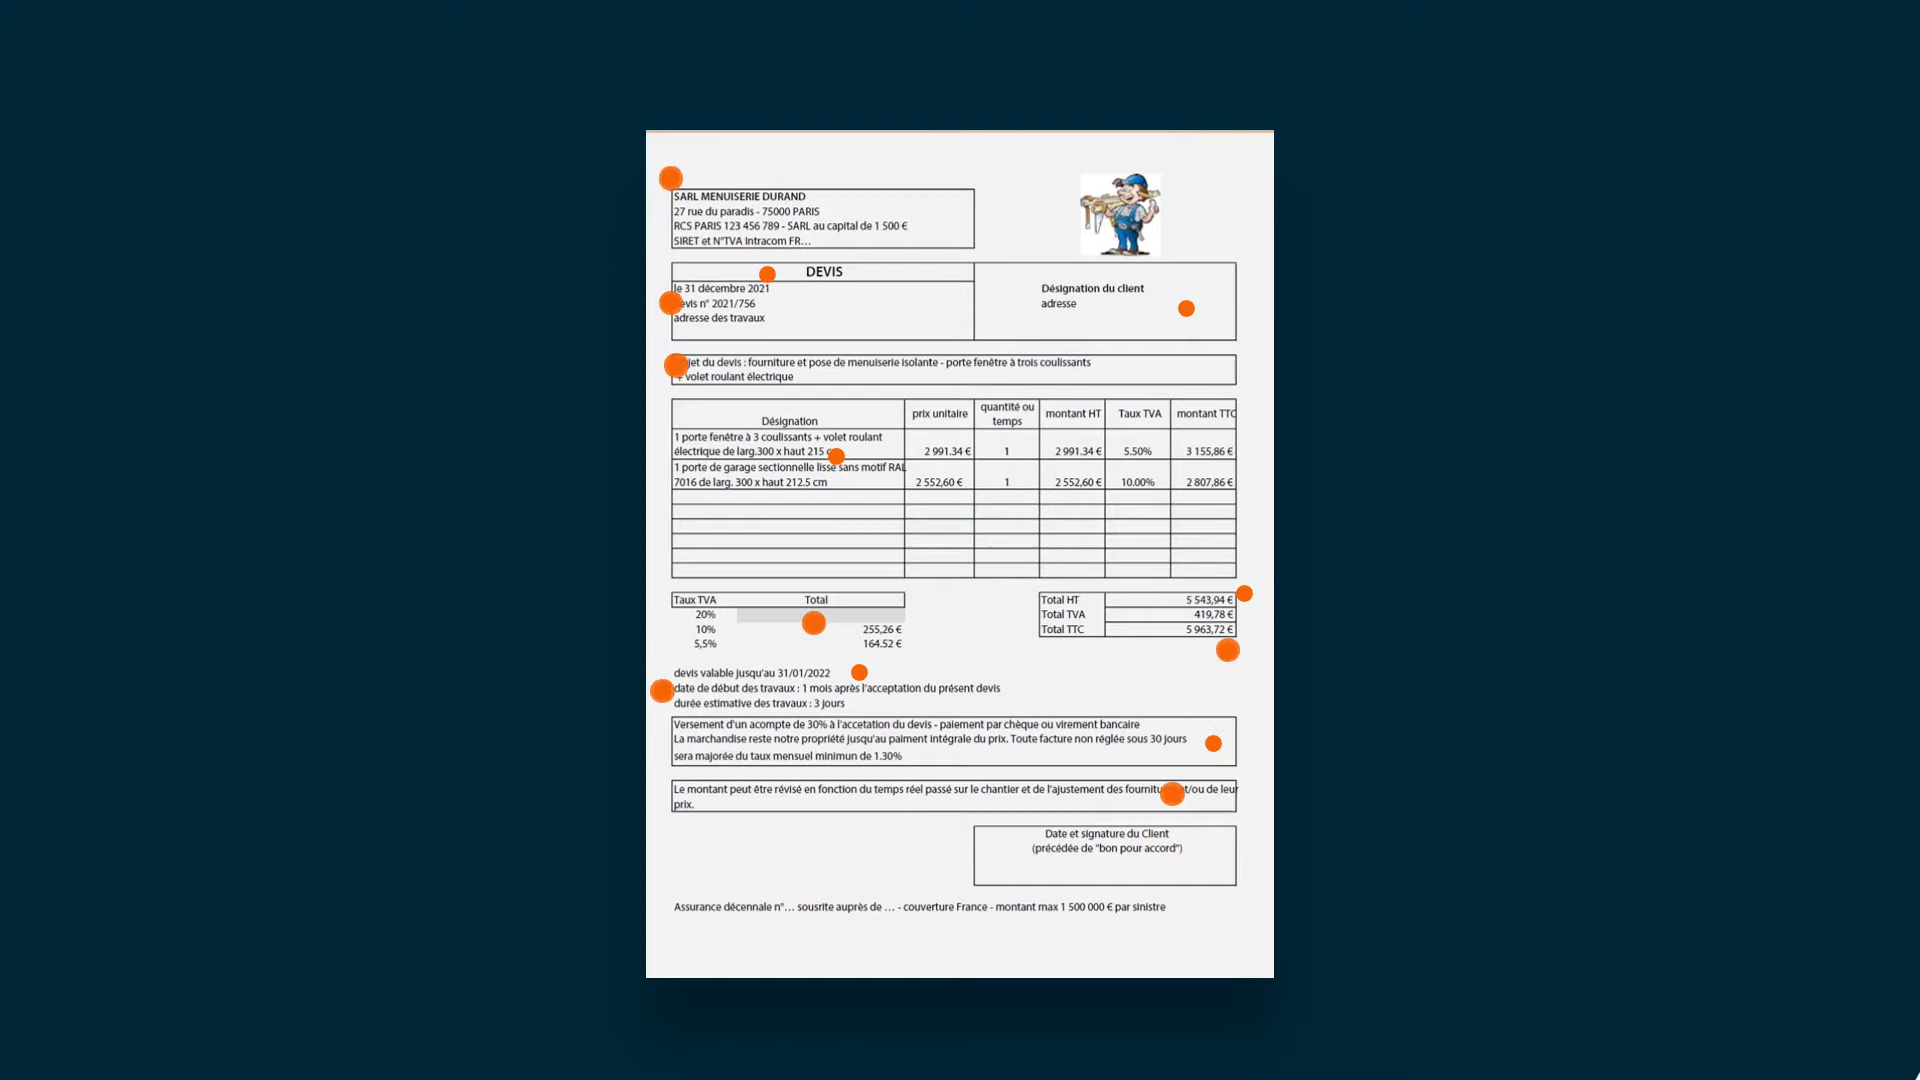 SARL MENUISERIE DURAND
27 rue du paradis - 75000 PARIS
RCS PARIS 123 456 789 - SARL au capital de 1 500 €
SIRET et N°TVA Intracom FR…
DEVIS
le 31 décembre 2021
evis n° 2021/756
adresse des travaux
Désignation du client
adresse
jet du devis : fourniture et pose de menuiserie isolante - porte fenêtre à trois coulissants
+ volet roulant électrique
Désignation prix unitaire quantité ou temps montant HT Taux TVA montant TTC
1 porte fenêtre à 3 coulissants + volet roulant
électrique de larg.300 x haut 215 2 991.34 € 1 2 991.34 € 5.50% 3 155,86 €
1 porte de garage sectionnelle lisse sans motif RAL
7016 de larg. 300 x haut 212.5 cm 2 552,60 € 1 2 552,60 € 10.00% 2 807,86 €
Taux TVA Total
20%
10% 255,26 €
5,5% 164.52 €
Total HT 5 543,94 €
Total TVA 419,78 €
Total TTC 5 963,72 €
devis valable jusqu'au 31/01/2022
date de début des travaux : 1 mois après l'acceptation du présent devis
durée estimative des travaux : 3 jours
Versement d'un acompte de 30% à l'accetation du devis - paiement par chèque ou virement bancaire
La marchandise reste notre propriété jusqu'au paiment intégrale du prix. Toute facture non réglée sous 30 jours
sera majorée du taux mensuel minimun de 1.30%
Le montant peut être révisé en fonction du temps réel passé sur le chantier et de l'ajustement des fournitu t/ou de leur
prix.
Date et signature du Client
(précédée de "bon pour accord")
Assurance décennale n°… sousrite auprès de … - couverture France - montant max 1 500 000 € par sinistre